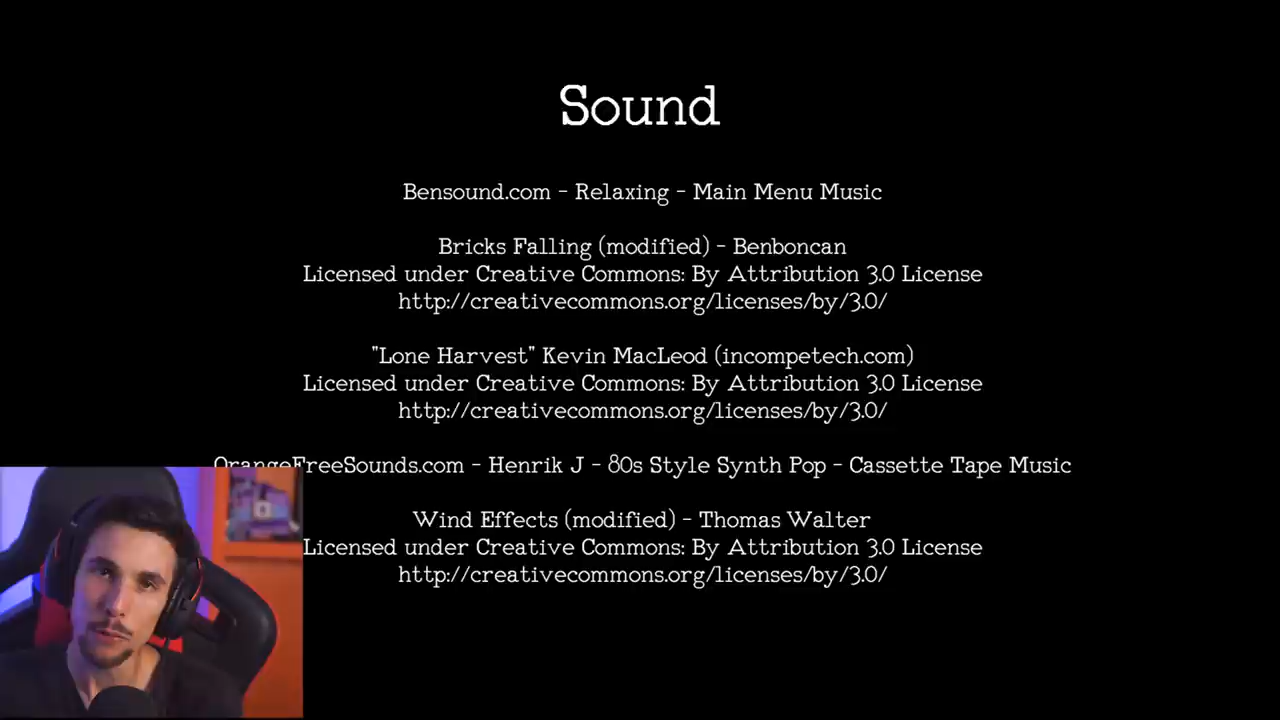 Sound
Bensound.com - Relaxing - Main Menu Music
Bricks Falling (modified) - Benboncan
Licensed under Creative Commons: By Attribution 3.0 License
http://creativecommons.org/licenses/by/3.0/
"Lone Harvest" Kevin MacLeod (incompetech.com)
Licensed under Creative Commons: By Attribution 3.0 License
http://creativecommons.org/licenses/by/3.0/
OrangeFreeSounds.com - Henrik J - 80s Style Synth Pop - Cassette Tape Music
Wind Effects (modified) - Thomas Walter
Licensed under Creative Commons: By Attribution 3.0 License
http://creativecommons.org/licenses/by/3.0/